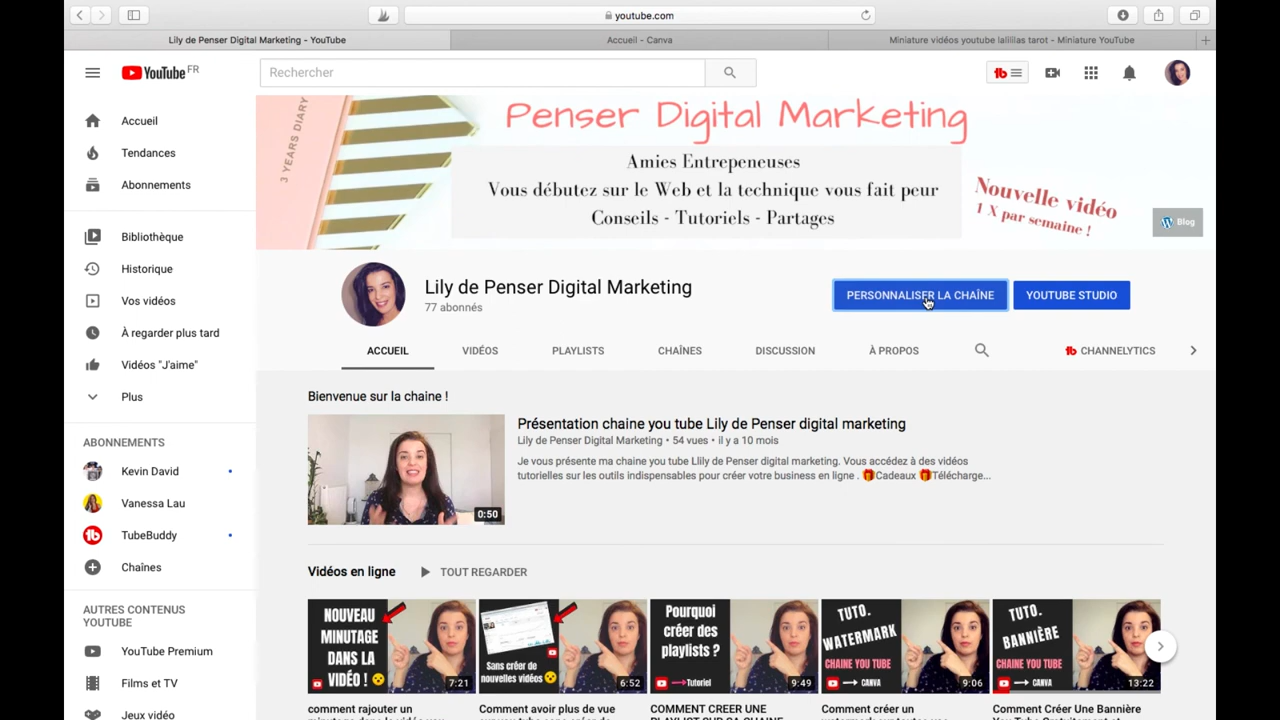 youtube.com
Lily de Penser Digital Marketing - YouTube
Accueil - Canva
Miniature vidéos youtube laliiilas tarot - Miniature YouTube
YouTube FR
Rechercher
Accueil
Tendances
Abonnements
Bibliothèque
Historique
Vos vidéos
À regarder plus tard
Vidéos "J'aime"
Plus
ABONNEMENTS
Kevin David
Vanessa Lau
TubeBuddy
Chaînes
AUTRES CONTENUS
YOUTUBE
YouTube Premium
Films et TV
Jeux vidéo
3 YEARS DIARY
Penser Digital Marketing
Amies Entrepeneuses
Vous débutez sur le Web et la technique vous fait peur
Conseils - Tutoriels - Partages
Nouvelle vidéo
1 X par semaine !
Blog
Lily de Penser Digital Marketing
77 abonnés
PERSONNALISER LA CHAÎNE
YOUTUBE STUDIO
ACCUEIL
VIDÉOS
PLAYLISTS
CHAÎNES
DISCUSSION
À PROPOS
CHANNELYTICS
Bienvenue sur la chaine !
0:50
Présentation chaine you tube Lily de Penser digital marketing
Lily de Penser Digital Marketing • 54 vues • il y a 10 mois
Je vous présente ma chaine you tube LIily de Penser digital marketing. Vous accédez à des vidéos
tutorielles sur les outils indispensables pour créer votre business en ligne . 🎁Cadeaux 🎁Télécharge...
Vidéos en ligne
TOUT REGARDER
NOUVEAU
MINUTAGE
DANS LA
VIDÉO !
7:21
Sans créer de
nouvelles vidéos
6:52
Pourquoi
créer des
playlists ?
Tutoriel
9:49
TUTO.
WATERMARK
CHAINE YOU TUBE
CANVA
9:06
TUTO.
BANNIÈRE
CHAINE YOU TUBE
CANVA
13:22
comment rajouter un
Comment avoir plus de vue
COMMENT CREER UNE
Comment créer un
Comment Créer Une Bannière